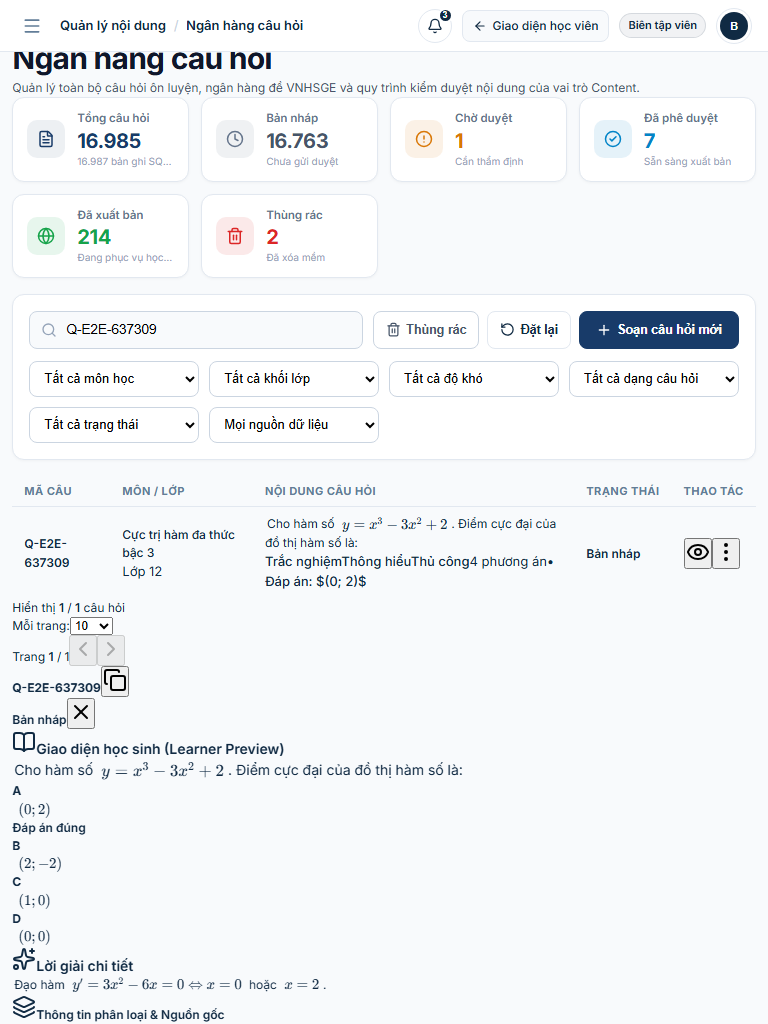 Quản lý nội dung / Ngân hàng câu hỏi
3
Giao diện học viên
Biên tập viên
B
Ngân hàng câu hỏi
Quản lý toàn bộ câu hỏi ôn luyện, ngân hàng đề VNHSGE và quy trình kiểm duyệt nội dung của vai trò Content.
Tổng câu hỏi
16.985
16.987 bản ghi SQ...
Bản nháp
16.763
Chưa gửi duyệt
Chờ duyệt
1
Cần thẩm định
Đã phê duyệt
7
Sẵn sàng xuất bản
Đã xuất bản
214
Đang phục vụ học...
Thùng rác
2
Đã xóa mềm
Q-E2E-637309
Thùng rác
Đặt lại
Soạn câu hỏi mới
Tất cả môn học
Tất cả khối lớp
Tất cả độ khó
Tất cả dạng câu hỏi
Tất cả trạng thái
Mọi nguồn dữ liệu
MÃ CÂU MÔN / LỚP NỘI DUNG CÂU HỎI TRẠNG THÁI THAO TÁC
Q-E2E-
637309
Cực trị hàm đa thức
bậc 3
Lớp 12
Cho hàm số y = x³ − 3x² + 2 . Điểm cực đại của
đồ thị hàm số là:
Trắc nghiệmThông hiểuThủ công4 phương án•
Đáp án: $(0; 2)$
Bản nháp
Hiển thị 1 / 1 câu hỏi
Mỗi trang: 10
Trang 1 / 1
Q-E2E-637309
Bản nháp
Giao diện học sinh (Learner Preview)
Cho hàm số y = x³ − 3x² + 2 . Điểm cực đại của đồ thị hàm số là:
A
(0; 2)
Đáp án đúng
B
(2; −2)
C
(1; 0)
D
(0; 0)
Lời giải chi tiết
Đạo hàm y′ = 3x² − 6x = 0 ⇔ x = 0 hoặc x = 2 .
Thông tin phân loại & Nguồn gốc